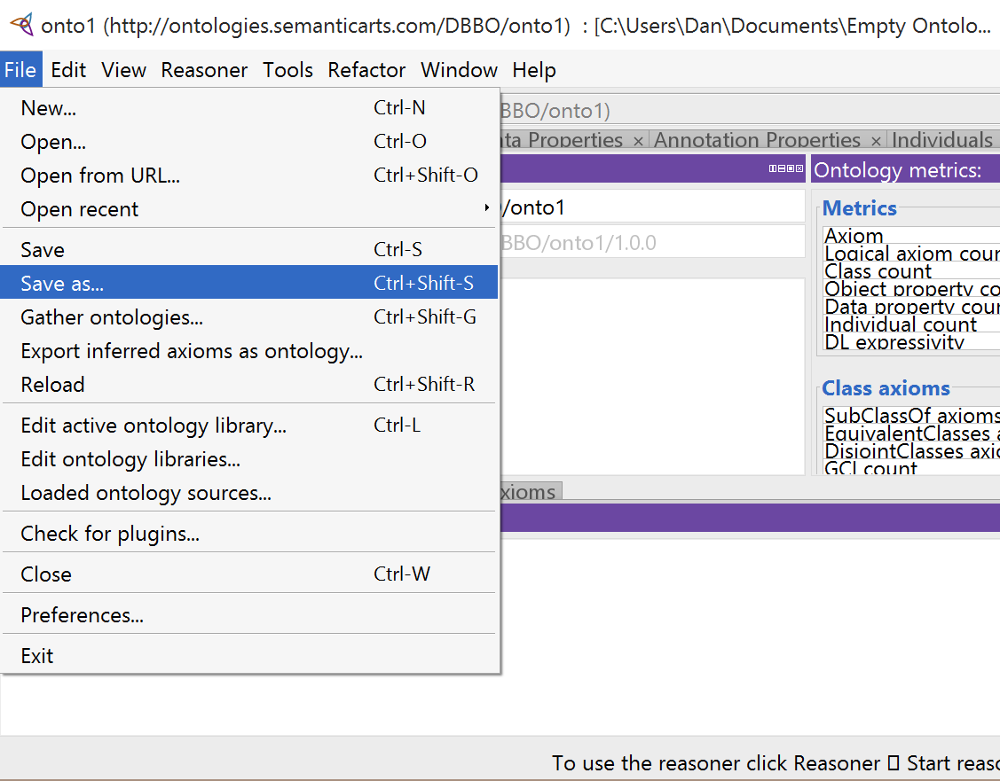 onto1 (http://ontologies.semanticarts.com/DBBO/onto1) : [C:\Users\Dan\Documents\Empty Ontolo...
File Edit View Reasoner Tools Refactor Window Help
New... Ctrl-N
Open... Ctrl-O
Open from URL... Ctrl+Shift-O
Open recent
Save Ctrl-S
Save as... Ctrl+Shift-S
Gather ontologies... Ctrl+Shift-G
Export inferred axioms as ontology...
Reload Ctrl+Shift-R
Edit active ontology library... Ctrl-L
Edit ontology libraries...
Loaded ontology sources...
Check for plugins...
Close Ctrl-W
Preferences...
Exit
BBO/onto1)
ta Properties × Annotation Properties × Individuals
Ontology metrics:
/onto1
BBO/onto1/1.0.0
Metrics
Axiom
Logical axiom coun
Class count
Object property co
Data property coun
Individual count
DL expressivity
Class axioms
SubClassOf axioms
EquivalentClasses a
DisjointClasses axio
GCI count
xioms
To use the reasoner click Reasoner Start reaso